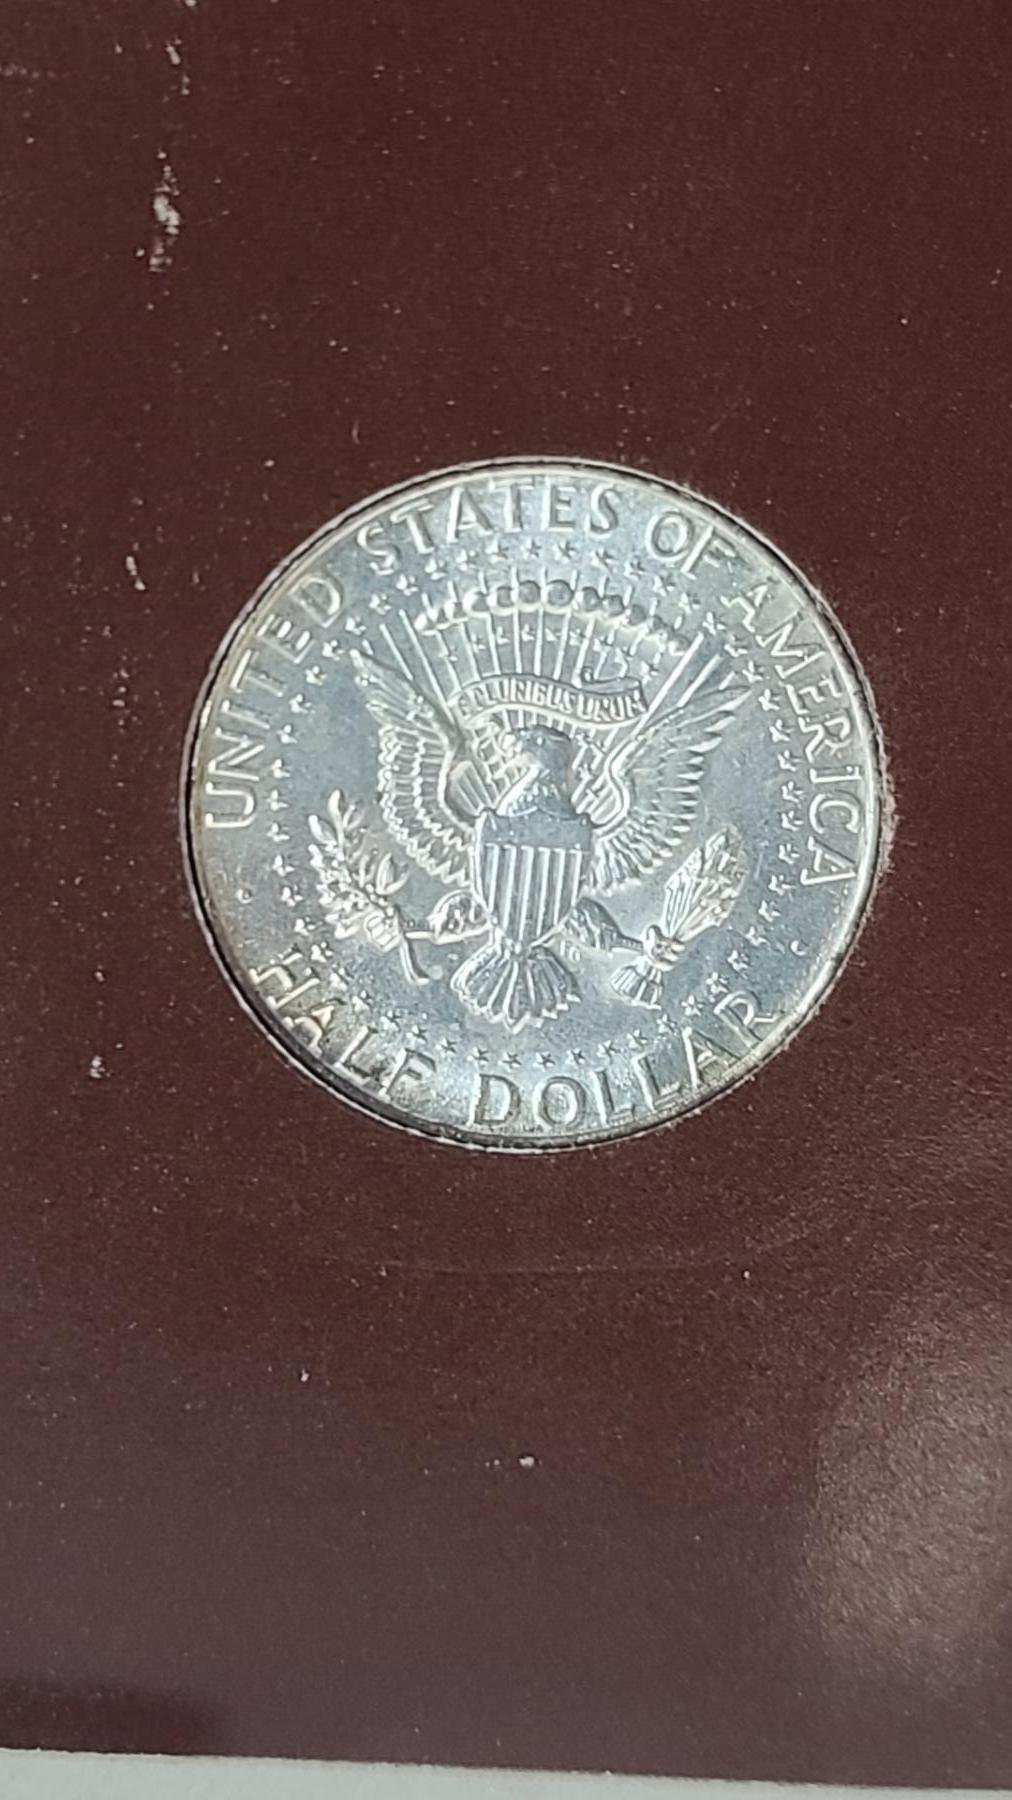 UNITED STATES OF AMERICA
E PLURIBUS UNUM
HALF DOLLAR